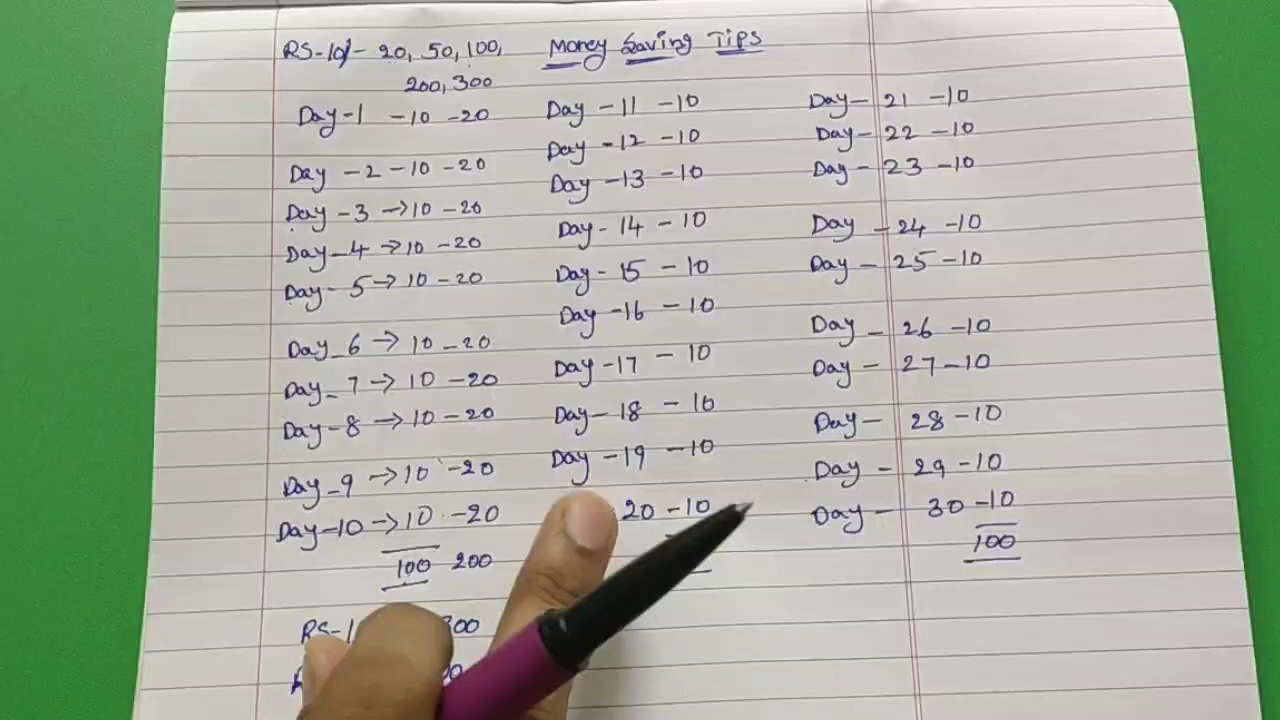 RS-10/- 20, 50, 100,
200, 300
Money Saving Tips
Day-1 -10 -20
Day -2 -10 -20
Day -3 →10 -20
Day-4 →10 -20
Day- 5→10 -20
Day-6 →10 -20
Day-7 →10 -20
Day-8 →10 -20
Day-9 →10 -20
Day-10 →10 -20
100 200
RS-1
300
Day -11 -10
Day -12 -10
Day -13 -10
Day- 14 -10
Day- 15 -10
Day -16 -10
Day -17 -10
Day- 18 -10
Day -19 -10
20 -10
Day- 21 -10
Day- 22 -10
Day- 23 -10
Day -24 -10
Day - 25 -10
Day - 26 -10
Day - 27 -10
Day- 28 -10
Day - 29 -10
Day - 30 -10
100